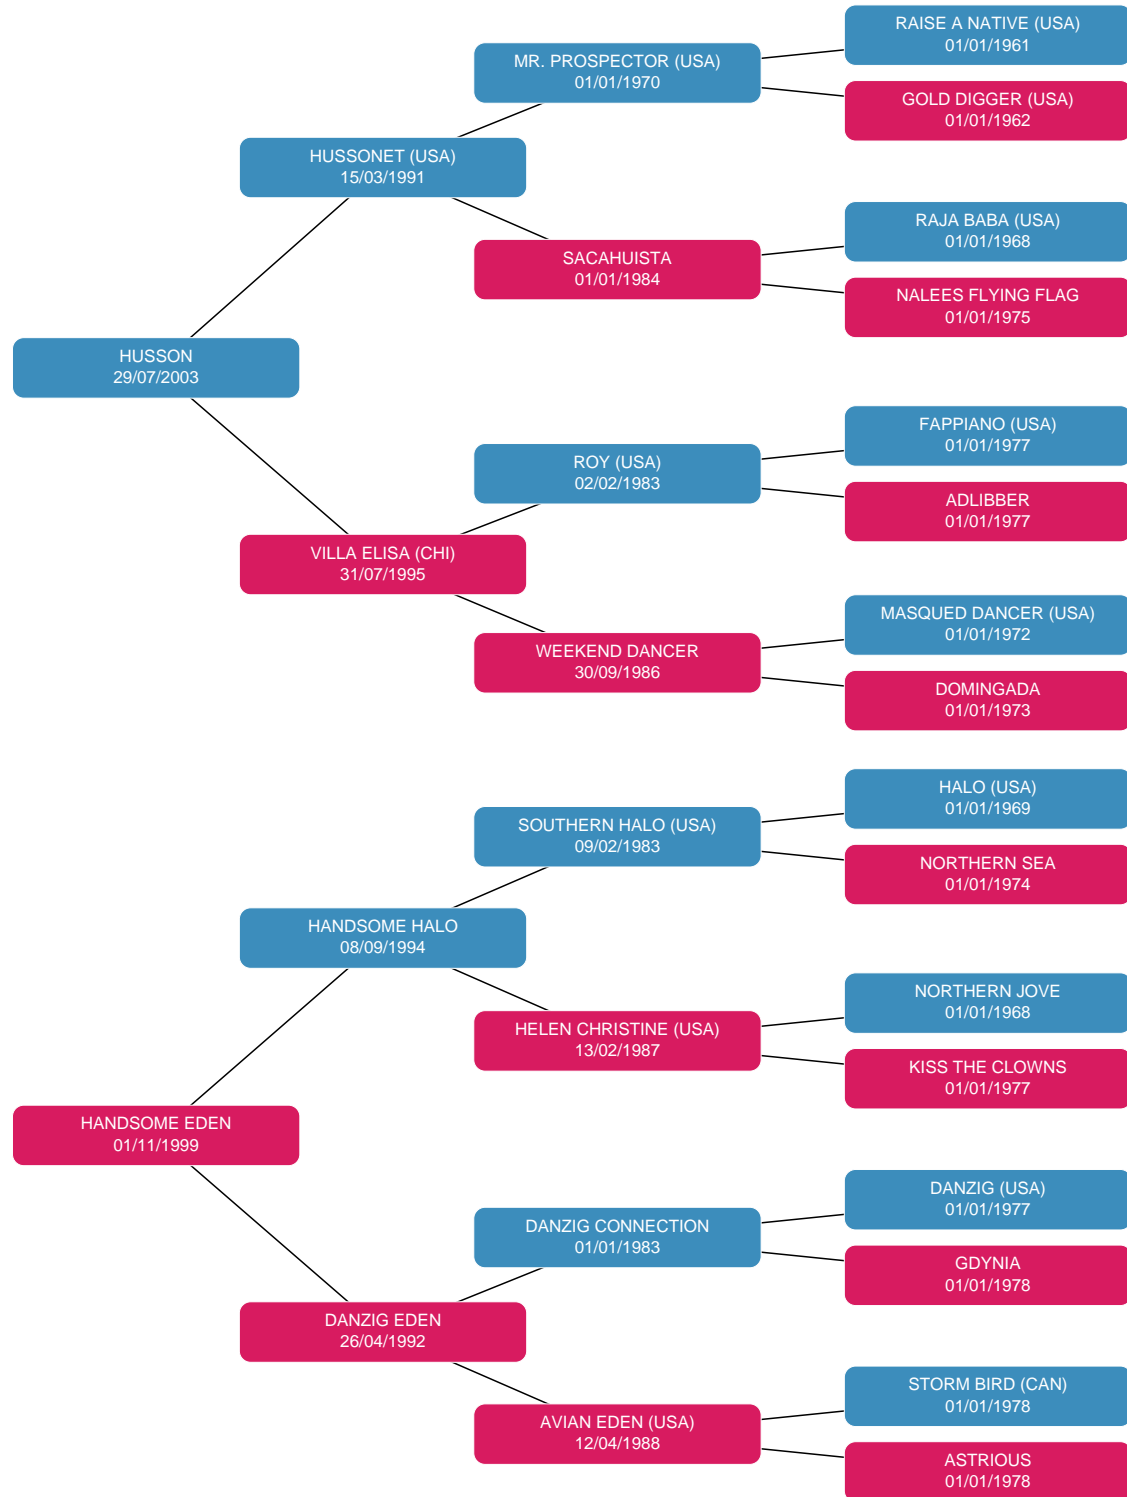 RAISE A NATIVE (USA)
01/01/1961
MR. PROSPECTOR (USA)
01/01/1970
GOLD DIGGER (USA)
01/01/1962
HUSSONET (USA)
15/03/1991
RAJA BABA (USA)
01/01/1968
SACAHUISTA
01/01/1984
NALEES FLYING FLAG
01/01/1975
HUSSON
29/07/2003
FAPPIANO (USA)
01/01/1977
ROY (USA)
02/02/1983
ADLIBBER
01/01/1977
VILLA ELISA (CHI)
31/07/1995
MASQUED DANCER (USA)
01/01/1972
WEEKEND DANCER
30/09/1986
DOMINGADA
01/01/1973
HALO (USA)
01/01/1969
SOUTHERN HALO (USA)
09/02/1983
NORTHERN SEA
01/01/1974
HANDSOME HALO
08/09/1994
NORTHERN JOVE
01/01/1968
HELEN CHRISTINE (USA)
13/02/1987
KISS THE CLOWNS
01/01/1977
HANDSOME EDEN
01/11/1999
DANZIG (USA)
01/01/1977
DANZIG CONNECTION
01/01/1983
GDYNIA
01/01/1978
DANZIG EDEN
26/04/1992
STORM BIRD (CAN)
01/01/1978
AVIAN EDEN (USA)
12/04/1988
ASTRIOUS
01/01/1978